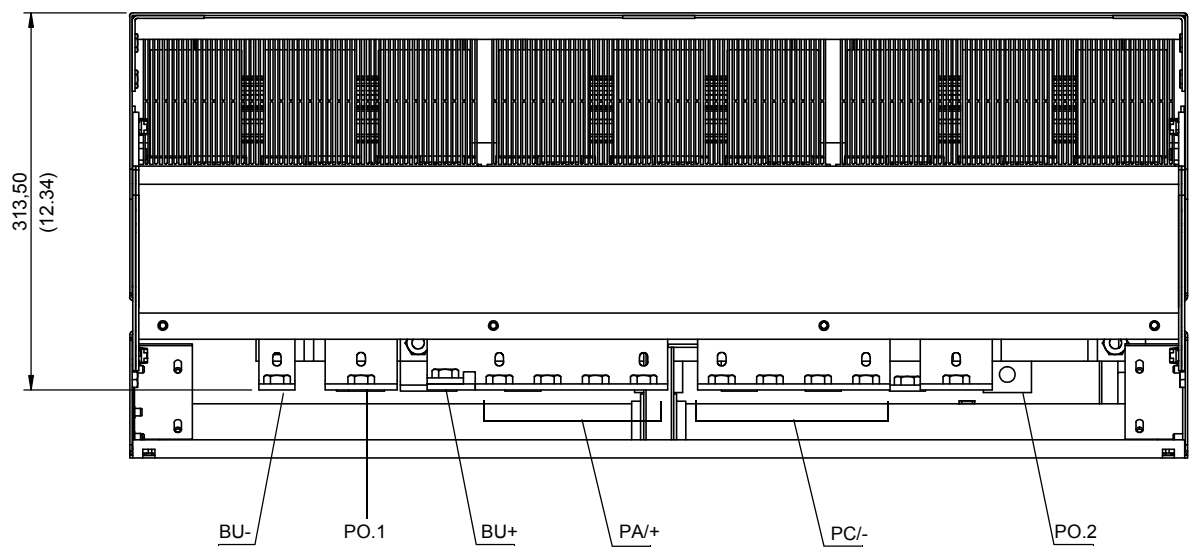 313,50
(12.34)
BU-
PO.1
BU+
PA/+
PC/-
PO.2